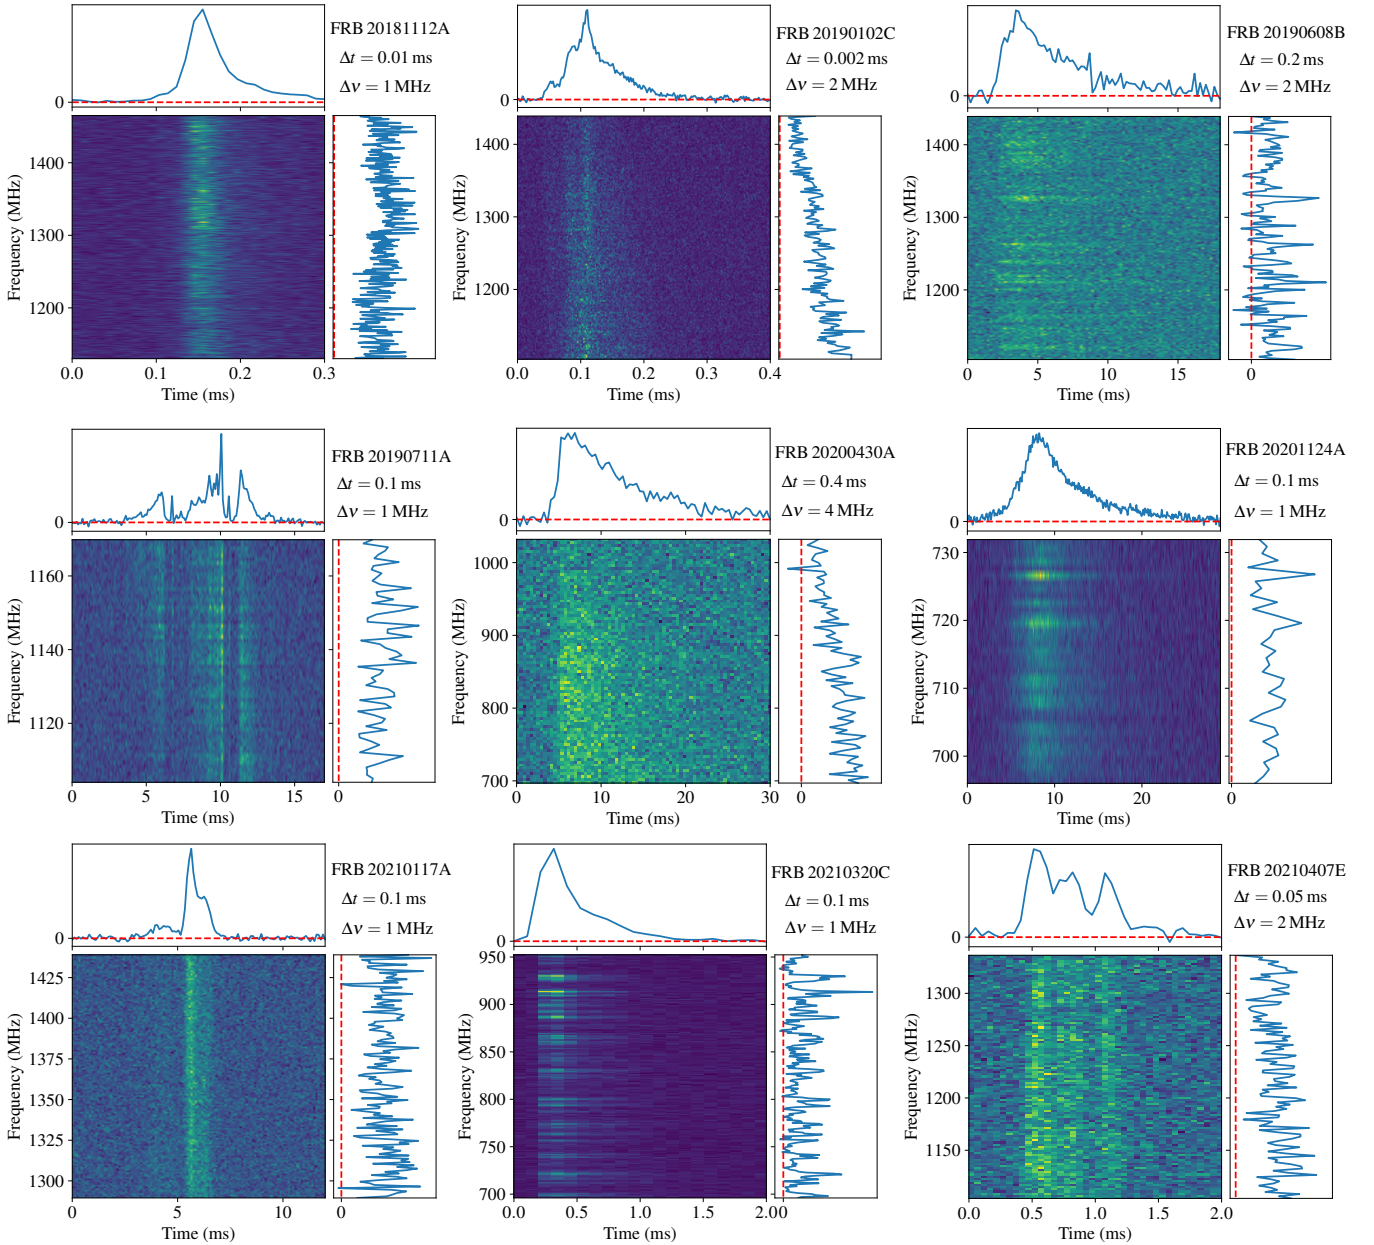 FRB 20181112A
Δt = 0.01 ms
Δν = 1 MHz
0
Frequency (MHz)
1400
1300
1200
0.0 0.1 0.2 0.3
Time (ms)
FRB 20190102C
Δt = 0.002 ms
Δν = 2 MHz
0
Frequency (MHz)
1400
1300
1200
0.0 0.1 0.2 0.3 0.4
Time (ms)
FRB 20190608B
Δt = 0.2 ms
Δν = 2 MHz
0
Frequency (MHz)
1400
1300
1200
0 5 10 15
0
Time (ms)
FRB 20190711A
Δt = 0.1 ms
Δν = 1 MHz
0
Frequency (MHz)
1160
1140
1120
0 5 10 15
0
Time (ms)
FRB 20200430A
Δt = 0.4 ms
Δν = 4 MHz
0
Frequency (MHz)
1000
900
800
700
0 10 20 30
0
Time (ms)
FRB 20201124A
Δt = 0.1 ms
Δν = 1 MHz
0
Frequency (MHz)
730
720
710
700
0 10 20
0
Time (ms)
FRB 20210117A
Δt = 0.1 ms
Δν = 1 MHz
0
Frequency (MHz)
1425
1400
1375
1350
1325
1300
0 5 10
0
Time (ms)
FRB 20210320C
Δt = 0.1 ms
Δν = 1 MHz
0
Frequency (MHz)
950
900
850
800
750
700
0.0 0.5 1.0 1.5 2.0
0
Time (ms)
FRB 20210407E
Δt = 0.05 ms
Δν = 2 MHz
0
Frequency (MHz)
1300
1250
1200
1150
0.0 0.5 1.0 1.5 2.0
0
Time (ms)